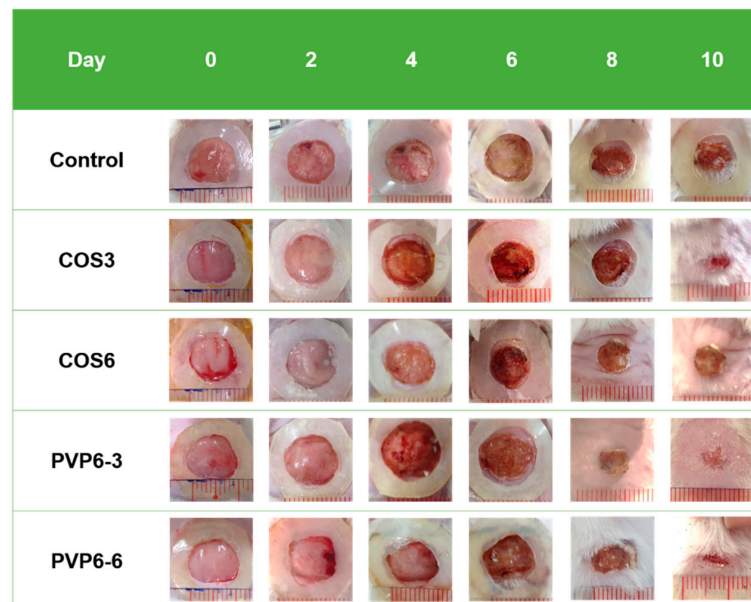 Day 0 2 4 6 8 10
Control
COS3
COS6
PVP6-3
PVP6-6